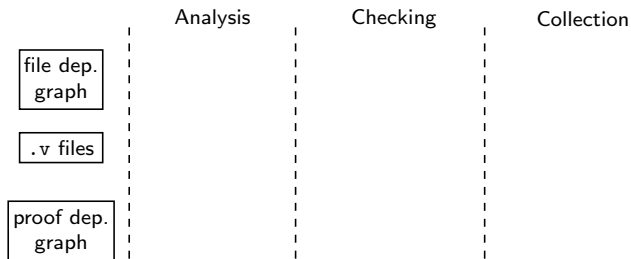 Analysis Checking Collection
file dep.
graph
.v files
proof dep.
graph